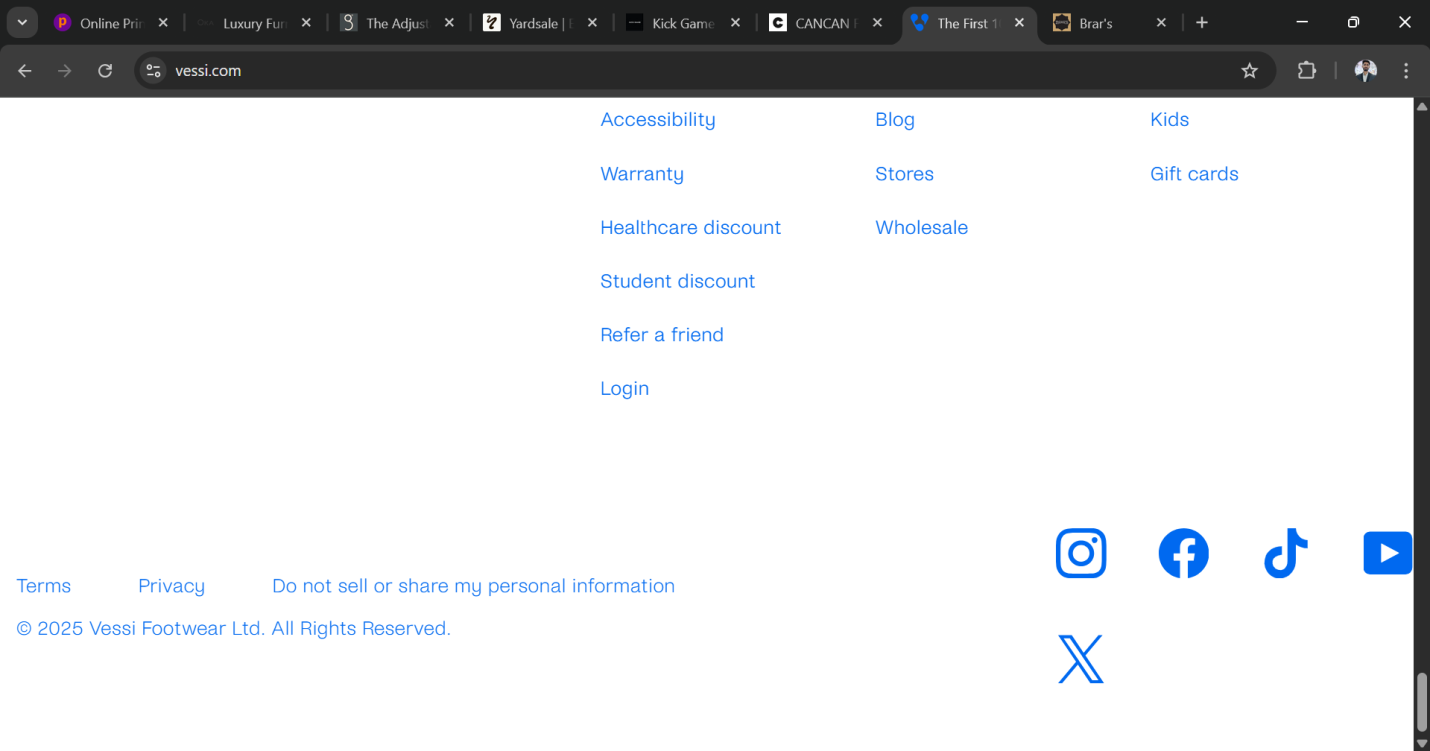 Online Prin
Luxury Fur
The Adjust
Yardsale | E
Kick Game
CANCAN F
The First 1
Brar's
vessi.com
Accessibility
Warranty
Healthcare discount
Student discount
Refer a friend
Login
Blog
Stores
Wholesale
Kids
Gift cards
Terms
Privacy
Do not sell or share my personal information
© 2025 Vessi Footwear Ltd. All Rights Reserved.